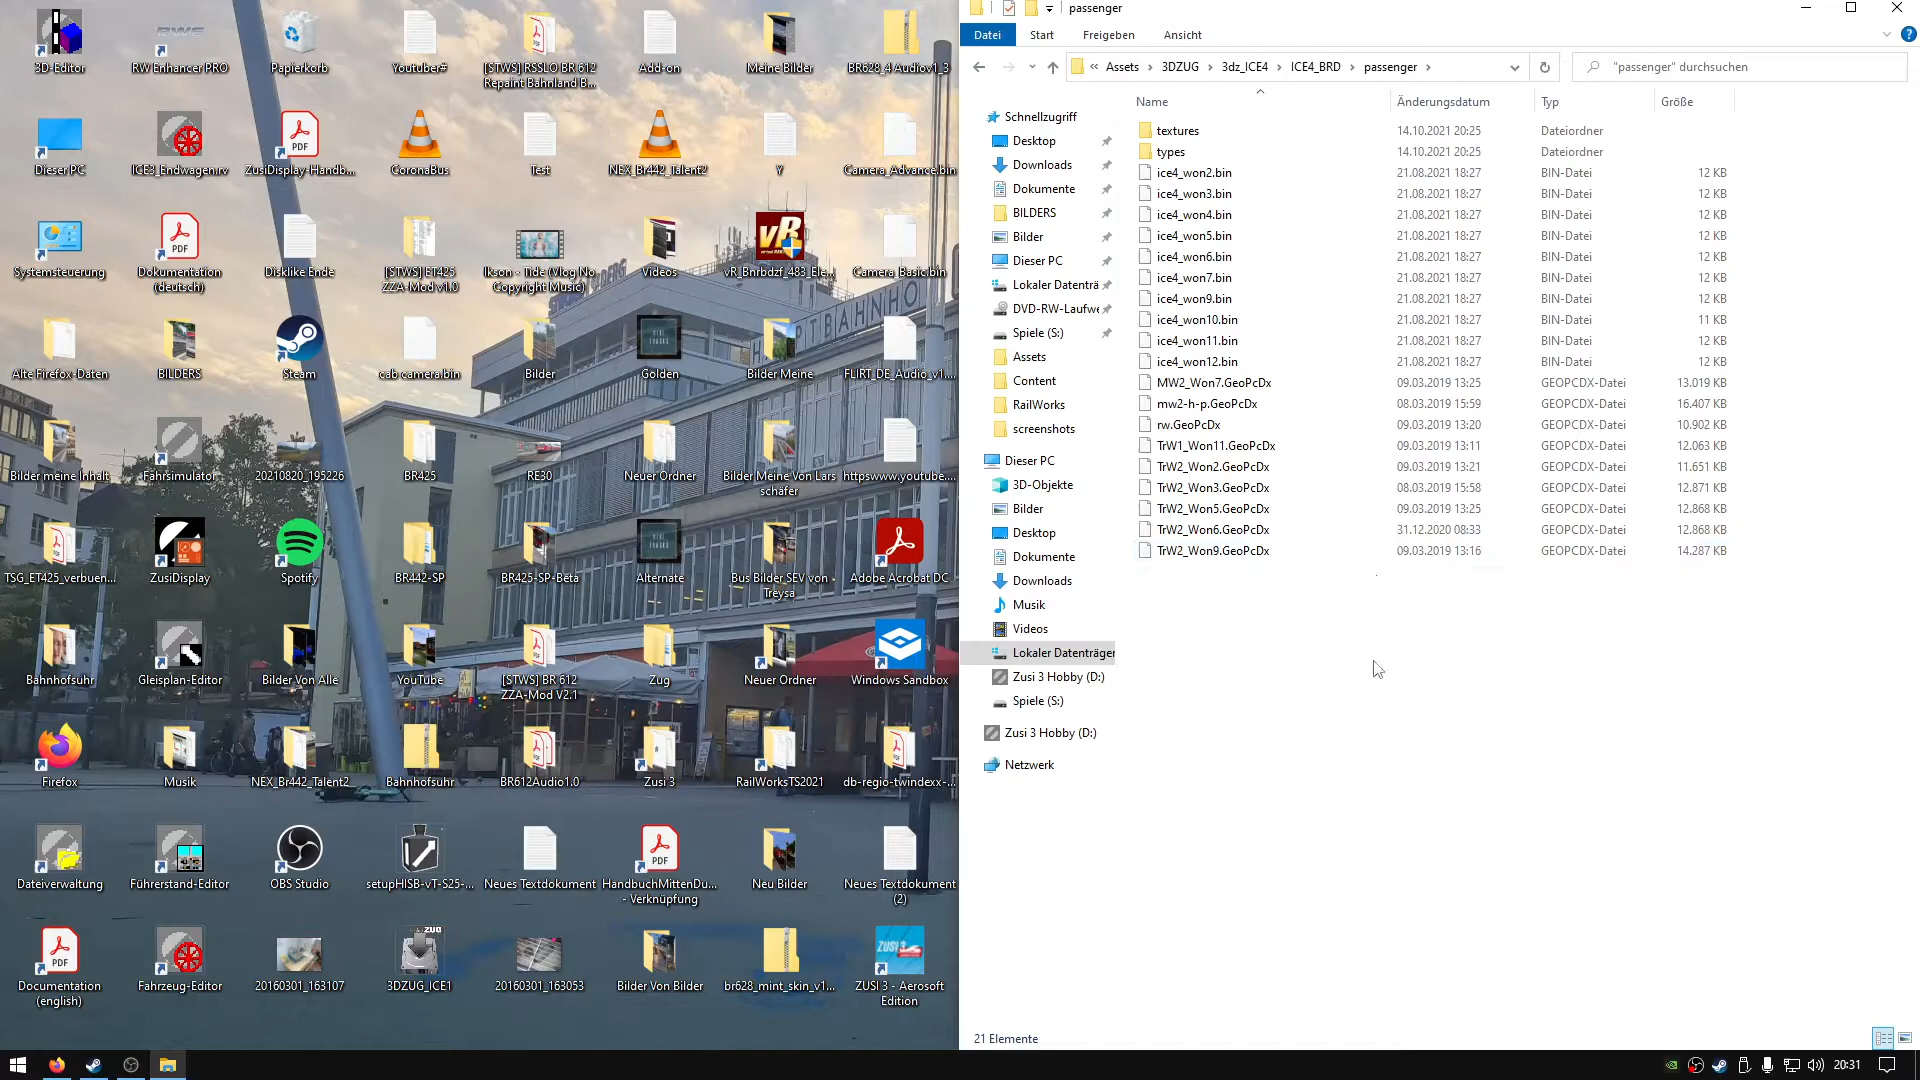 3D-Editor
RW Enhancer PRO
Papierkorb
Youtuber#
[STWS] RSSLO BR 612
Repaint Bahnland B...
Add-on
Meine Bilder
BR628_4 Audiov1_3
Dieser PC
ICE3_Endwagen.rv
ZusiDisplay-Handb...
CoronaBus
Test
NEX_Br442_Talent2
Y
Camera_Advance.bin
Systemsteuerung
Dokumentation
(deutsch)
Disklike Ende
[STWS] ET425
ZZA-Mod v1.0
Ikson - Tide (Vlog No
Copyright Music)
Videos
vR_Bnrbdzf_483_Ele...
Camera_Basic.bin
HAUPTBAHNHO
Alte Firefox-Daten
BILDERS
Steam
cab camera.bin
Bilder
Golden
Bilder Meine
FLIRT_DE_Audio_v1....
Bilder meine Inhalt
Fahrsimulator
20210820_195226
BR425
RE30
Neuer Ordner
Bilder Meine Von Lars
schäfer
httpswww.youtube....
TSG_ET425_verbuen...
ZusiDisplay
Spotify
BR442-SP
BR425-SP-Beta
Alternate
Bus Bilder SEV von
Treysa
Adobe Acrobat DC
Bahnhofsuhr
Gleisplan-Editor
Bilder Von Alle
YouTube
[STWS] BR 612
ZZA-Mod V2.1
Zug
Neuer Ordner
Windows Sandbox
Firefox
Musik
NEX_Br442_Talent2
Bahnhofsuhr
BR612Audio1.0
Zusi 3
RailWorksTS2021
db-regio-twindexx-...
Dateiverwaltung
Führerstand-Editor
OBS Studio
setupHISB-vT-S25-...
Neues Textdokument
HandbuchMittenDu...
- Verknüpfung
Neu Bilder
Neues Textdokument
(2)
Documentation
(english)
Fahrzeug-Editor
20160301_163107
3DZUG_ICE1
20160301_163053
Bilder Von Bilder
br628_mint_skin_v1...
ZUSI 3 - Aerosoft
Edition
passenger
Datei Start Freigeben Ansicht
« Assets > 3DZUG > 3dz_ICE4 > ICE4_BRD > passenger >
"passenger" durchsuchen
Schnellzugriff
Desktop
Downloads
Dokumente
BILDERS
Bilder
Dieser PC
Lokaler Datenträ
DVD-RW-Laufwe
Spiele (S:)
Assets
Content
RailWorks
screenshots
Dieser PC
3D-Objekte
Bilder
Desktop
Dokumente
Downloads
Musik
Videos
Lokaler Datenträger
Zusi 3 Hobby (D:)
Spiele (S:)
Zusi 3 Hobby (D:)
Netzwerk
Name Änderungsdatum Typ Größe
textures 14.10.2021 20:25 Dateiordner
types 14.10.2021 20:25 Dateiordner
ice4_won2.bin 21.08.2021 18:27 BIN-Datei 12 KB
ice4_won3.bin 21.08.2021 18:27 BIN-Datei 12 KB
ice4_won4.bin 21.08.2021 18:27 BIN-Datei 12 KB
ice4_won5.bin 21.08.2021 18:27 BIN-Datei 12 KB
ice4_won6.bin 21.08.2021 18:27 BIN-Datei 12 KB
ice4_won7.bin 21.08.2021 18:27 BIN-Datei 12 KB
ice4_won9.bin 21.08.2021 18:27 BIN-Datei 12 KB
ice4_won10.bin 21.08.2021 18:27 BIN-Datei 11 KB
ice4_won11.bin 21.08.2021 18:27 BIN-Datei 12 KB
ice4_won12.bin 21.08.2021 18:27 BIN-Datei 12 KB
MW2_Won7.GeoPcDx 09.03.2019 13:25 GEOPCDX-Datei 13.019 KB
mw2-h-p.GeoPcDx 08.03.2019 15:59 GEOPCDX-Datei 16.407 KB
rw.GeoPcDx 09.03.2019 13:20 GEOPCDX-Datei 10.902 KB
TrW1_Won11.GeoPcDx 09.03.2019 13:11 GEOPCDX-Datei 12.063 KB
TrW2_Won2.GeoPcDx 09.03.2019 13:21 GEOPCDX-Datei 11.651 KB
TrW2_Won3.GeoPcDx 08.03.2019 15:58 GEOPCDX-Datei 12.871 KB
TrW2_Won5.GeoPcDx 09.03.2019 13:25 GEOPCDX-Datei 12.868 KB
TrW2_Won6.GeoPcDx 31.12.2020 08:33 GEOPCDX-Datei 12.868 KB
TrW2_Won9.GeoPcDx 09.03.2019 13:16 GEOPCDX-Datei 14.287 KB
21 Elemente
20:31